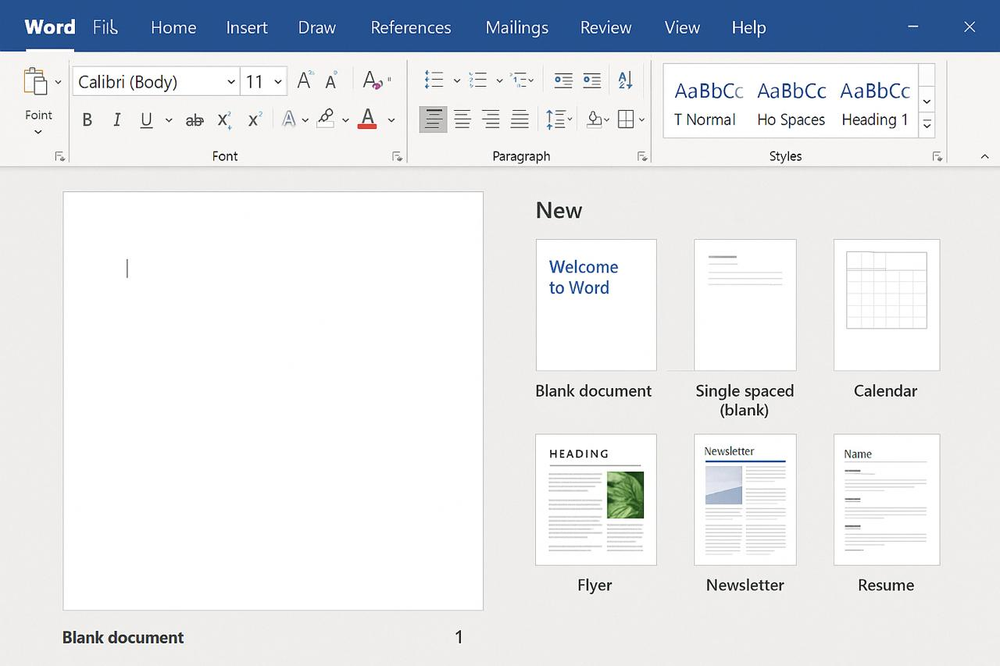 Word Fil Home Insert Draw References Mailings Review View Help
Calibri (Body) 11
Foint
B I U ab X₂ X²
Font
Paragraph
AaBbCc AaBbCc AaBbCc
T Normal Ho Spaces Heading 1
Styles
New
Welcome
to Word
Blank document
Single spaced
(blank)
Calendar
HEADING
Flyer
Newsletter
Newsletter
Name
Resume
Blank document 1